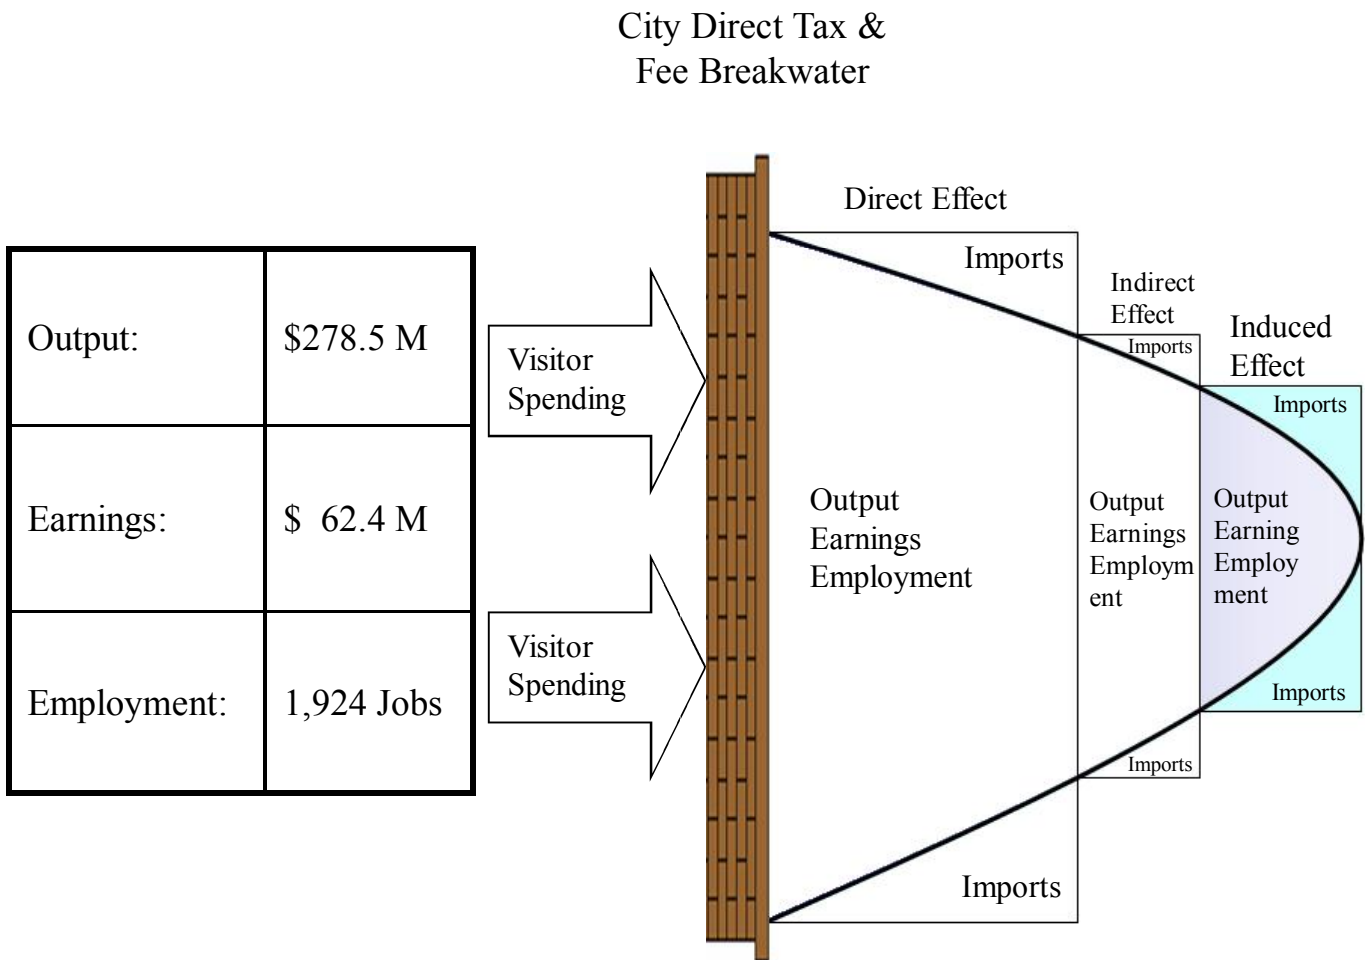 City Direct Tax &
Fee Breakwater
Direct Effect
Imports
Indirect
Effect
Imports
Induced
Effect
Imports
Output:
$278.5 M
Earnings:
$ 62.4 M
Employment:
1,924 Jobs
Visitor
Spending
Visitor
Spending
Output
Earnings
Employment
Output
Earnings
Employm
ent
Output
Earning
Employ
ment
Imports
Imports
Imports